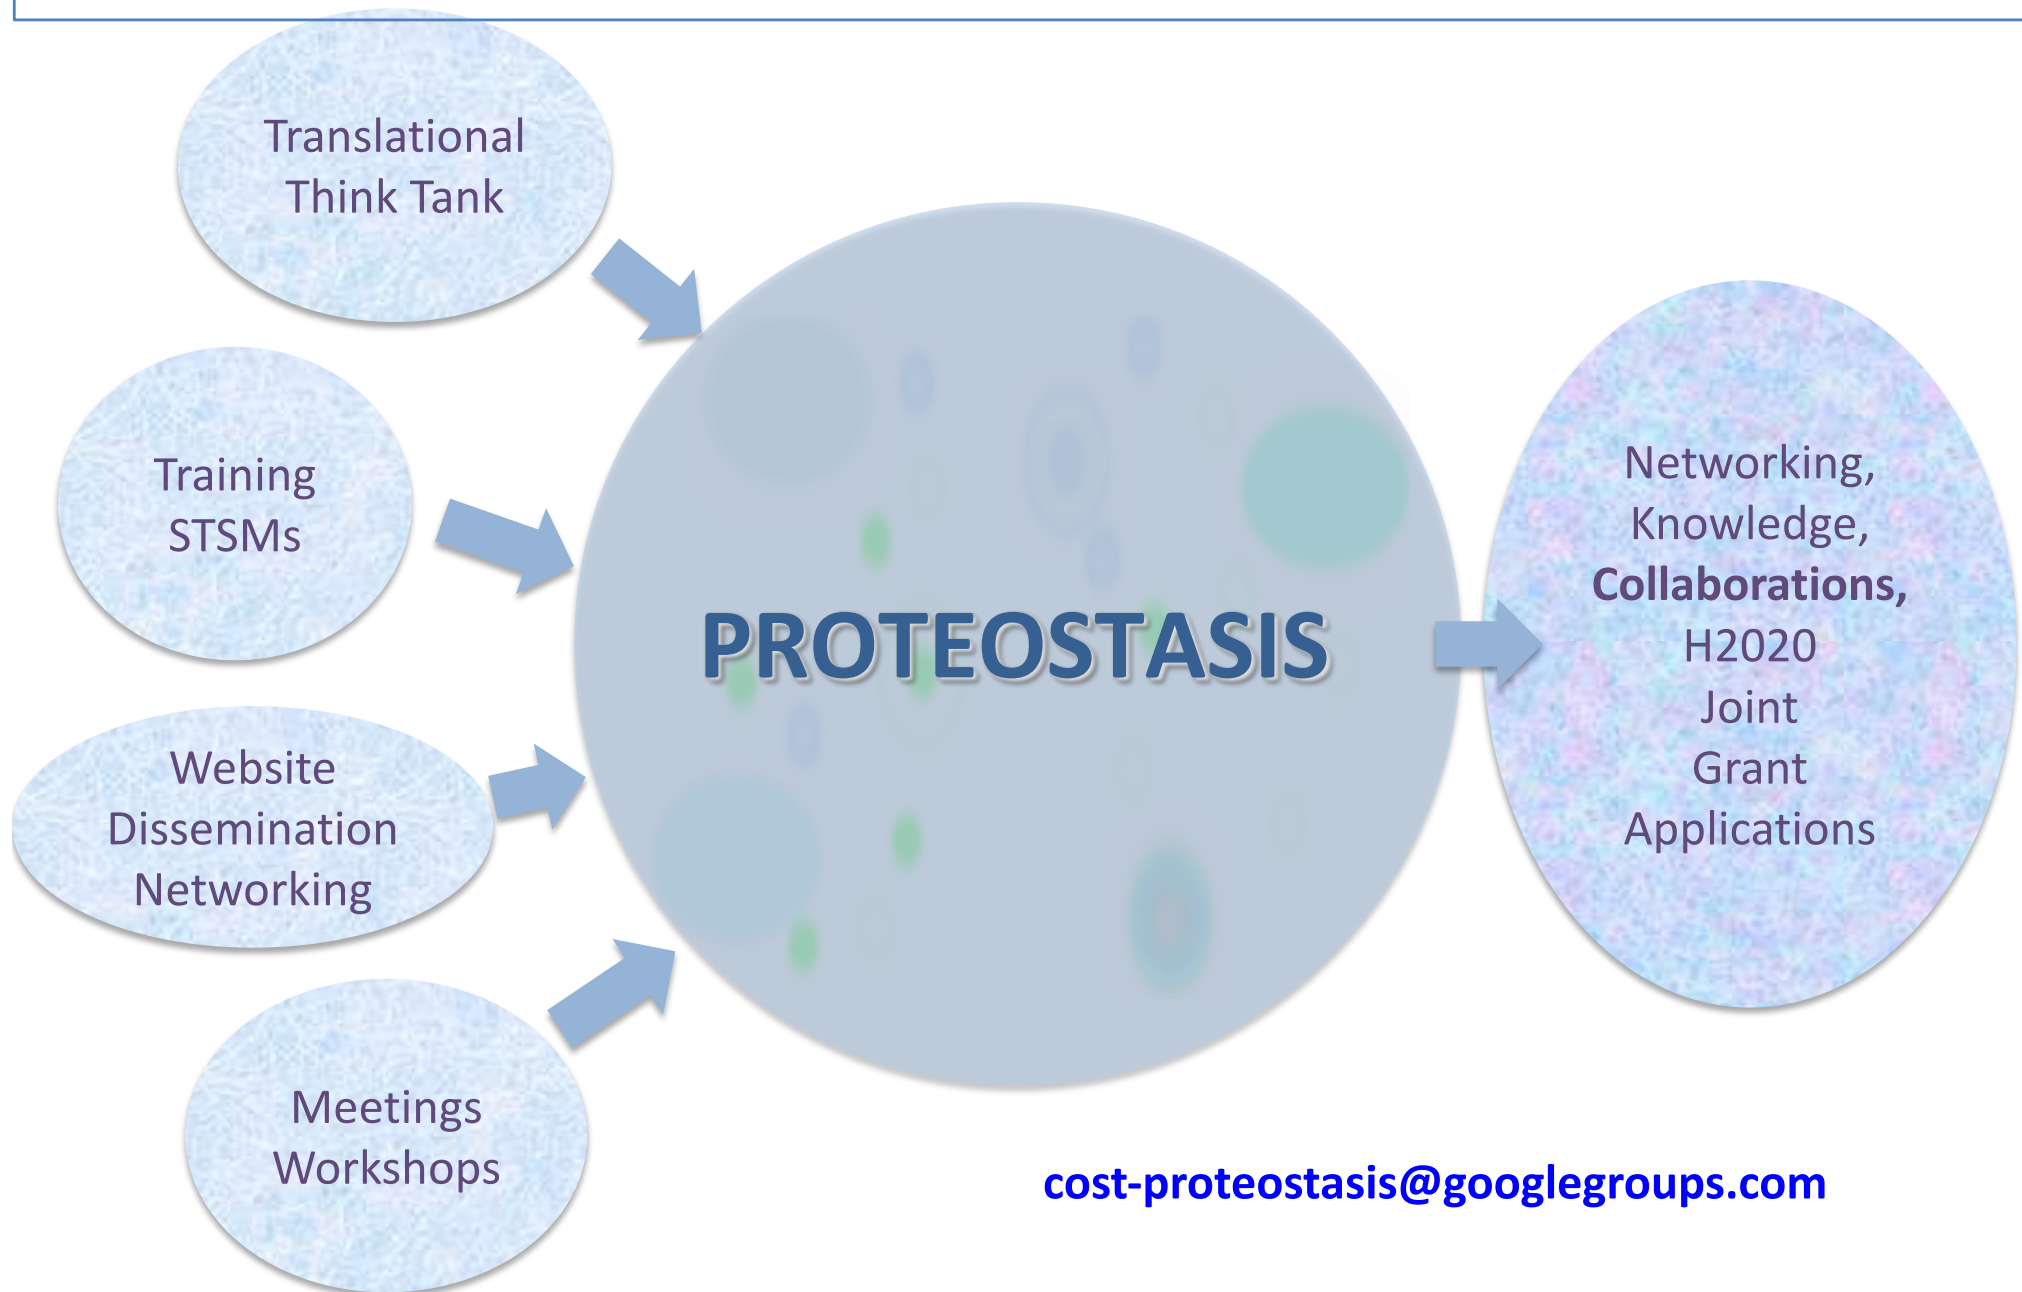 Translational
Think Tank
Training
STSMs
Website
Dissemination
Networking
Meetings
Workshops
PROTEOSTASIS
Networking,
Knowledge,
Collaborations,
H2020
Joint
Grant
Applications
cost-proteostasis@googlegroups.com